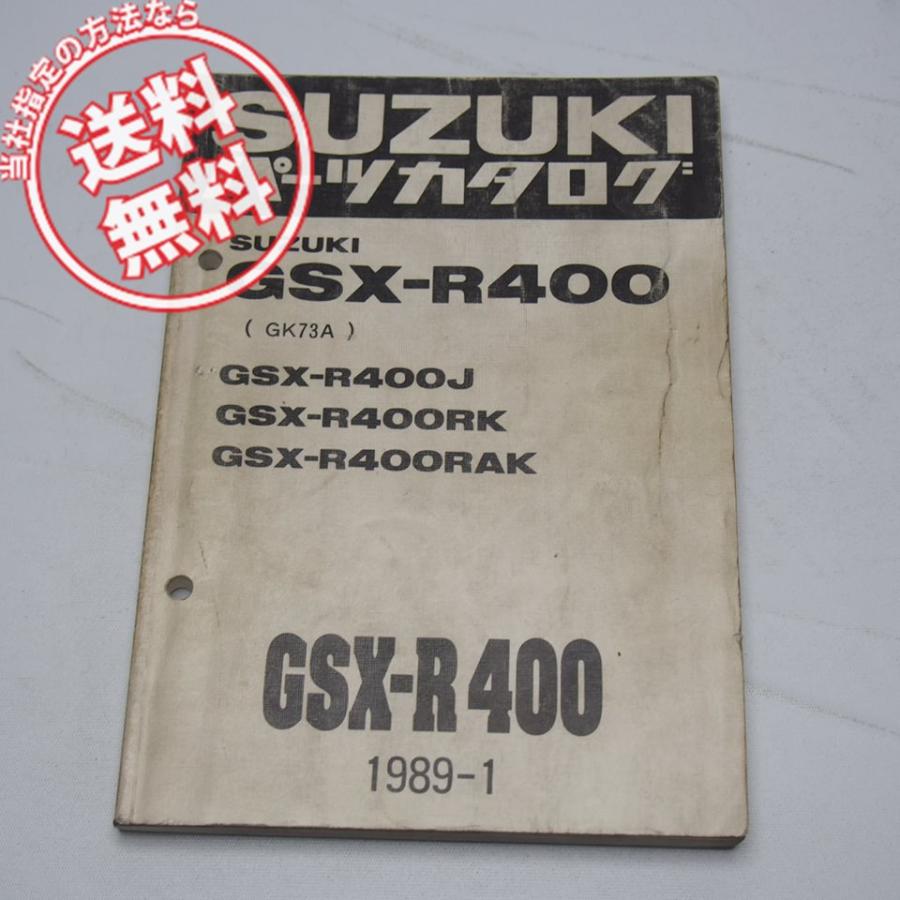 当社指定の方法なら
送料
無料
SUZUKI
パーツカタログ
SUZUKI
GSX-R400
( GK73A )
GSX-R400J
GSX-R400RK
GSX-R400RAK
GSX-R 400
1989-1